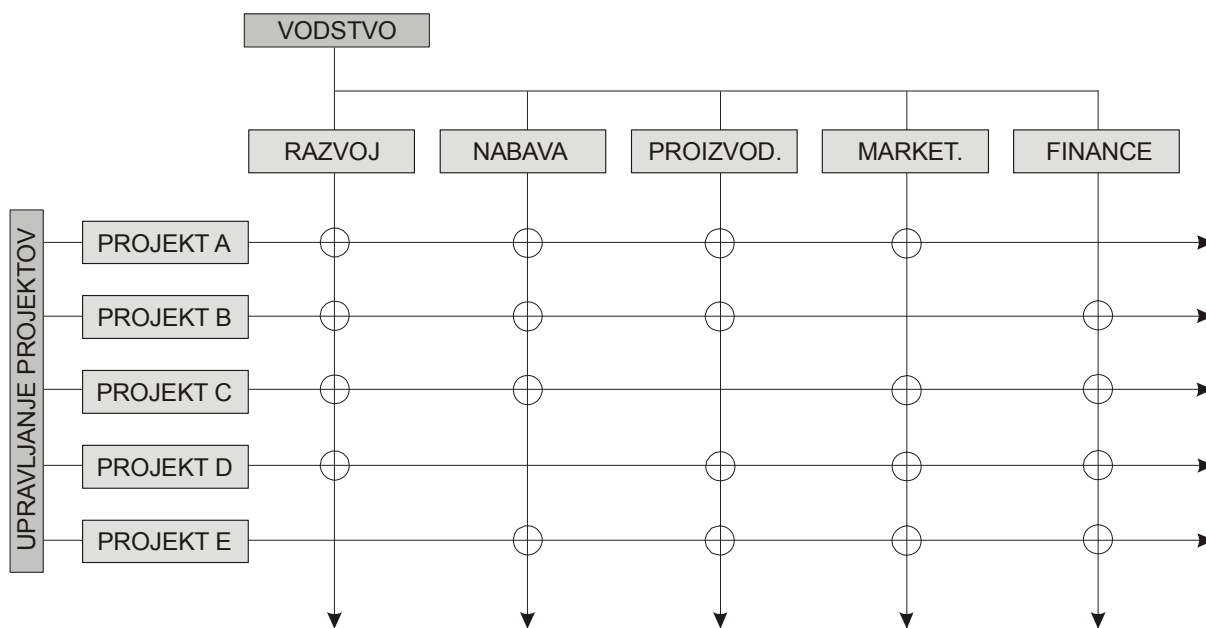 VODSTVO
RAZVOJ
NABAVA
PROIZVOD.
MARKET.
FINANCE
UPRAVLJANJE PROJEKTOV
PROJEKT A
PROJEKT B
PROJEKT C
PROJEKT D
PROJEKT E